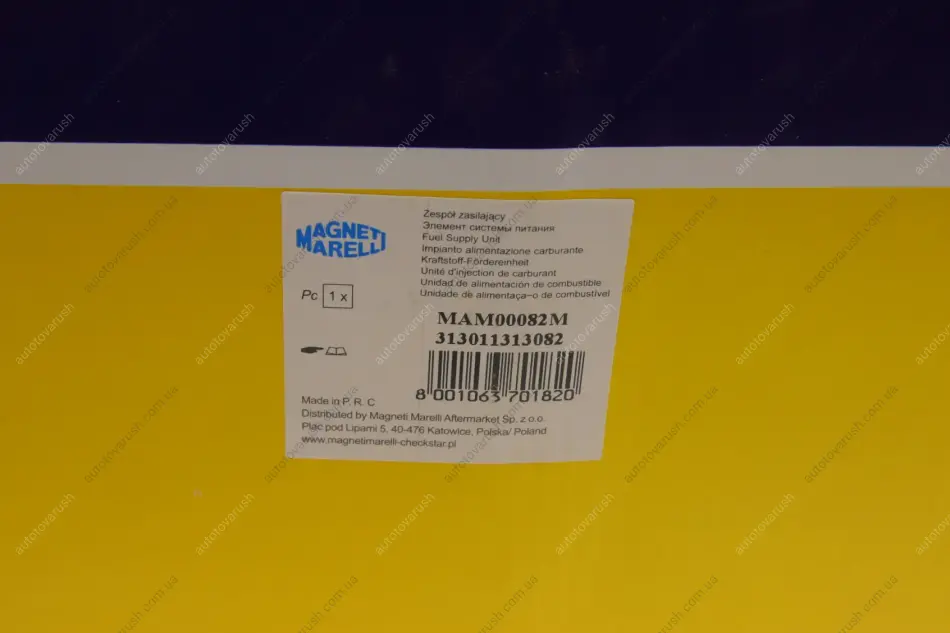 MAGNETI
MARELLI
Zespół zasilający
Элемент системы питания
Fuel Supply Unit
Impianto alimentazione carburante
Kraftstoff-Fördereinheit
Unité d'injection de carburant
Unidad de alimentación de combustible
Unidade de alimentaça~o de combustível
Pc 1 x
MAM00082M
313011313082
8 001063 701820
Made in P. R. C
Distributed by Magneti Marelli Aftermarket Sp. z o.o.
Plac pod Lipami 5, 40-476 Katowice, Polska/ Poland
www.magnetimarelli-checkstar.pl
autotovarush.com.ua